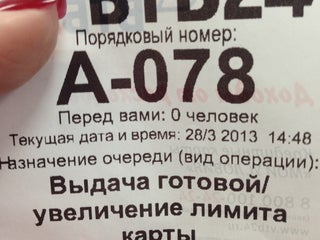 ВТБ24
Порядковый номер:
А-078
Перед вами: 0 человек
Текущая дата и время: 28/3 2013 14:48
Назначение очереди (вид операции):
Выдача готовой/
увеличение лимита
карты